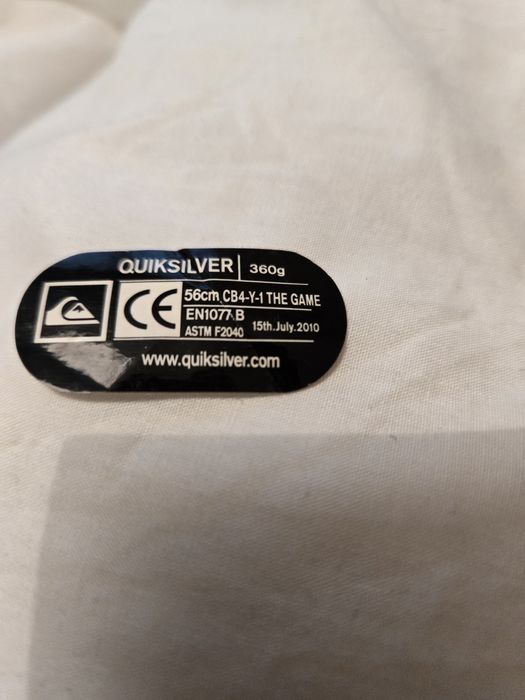 QUIKSILVER 360g
CE 56cm CB4-Y-1 THE GAME
EN1077 B
ASTM F2040 15th.July.2010
www.quiksilver.com